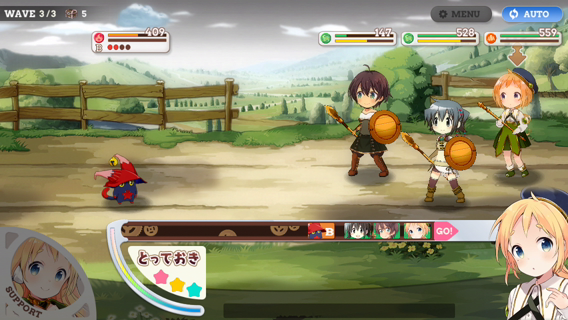 WAVE 3/3 5
MENU
AUTO
409
B
147
528
559
B
GO!
とっておき
SUPPORT